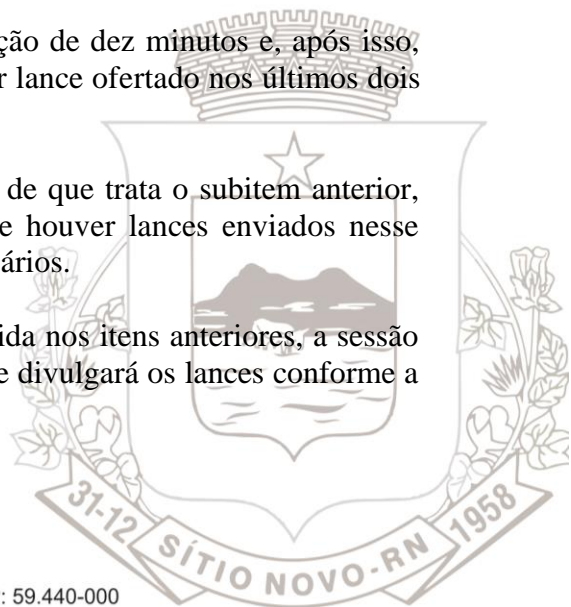 ção de dez minutos e, após isso,
r lance ofertado nos últimos dois
de que trata o subitem anterior,
e houver lances enviados nesse
ários.
ida nos itens anteriores, a sessão
e divulgará os lances conforme a
31-12 SÍTIO NOVO-RN 1958
: 59.440-000